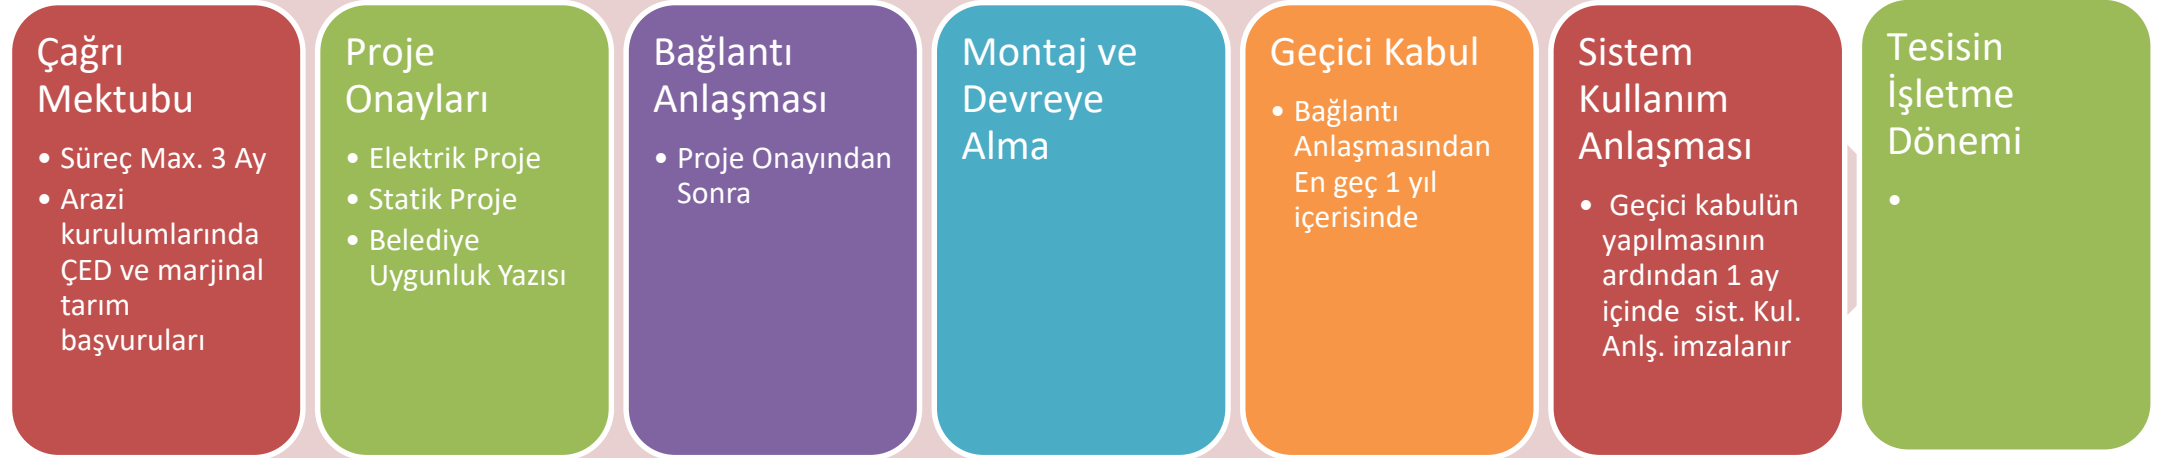 Çağrı
Mektubu
• Süreç Max. 3 Ay
• Arazi
kurulumlarında
ÇED ve marjinal
tarım
başvuruları
Proje
Onayları
• Elektrik Proje
• Statik Proje
• Belediye
Uygunluk Yazısı
Bağlantı
Anlaşması
• Proje Onayından
Sonra
Montaj ve
Devreye
Alma
Geçici Kabul
• Bağlantı
Anlaşmasından
En geç 1 yıl
içerisinde
Sistem
Kullanım
Anlaşması
• Geçici kabulün
yapılmasının
ardından 1 ay
içinde sist. Kul.
Anlş. imzalanır
Tesisin
İşletme
Dönemi
•